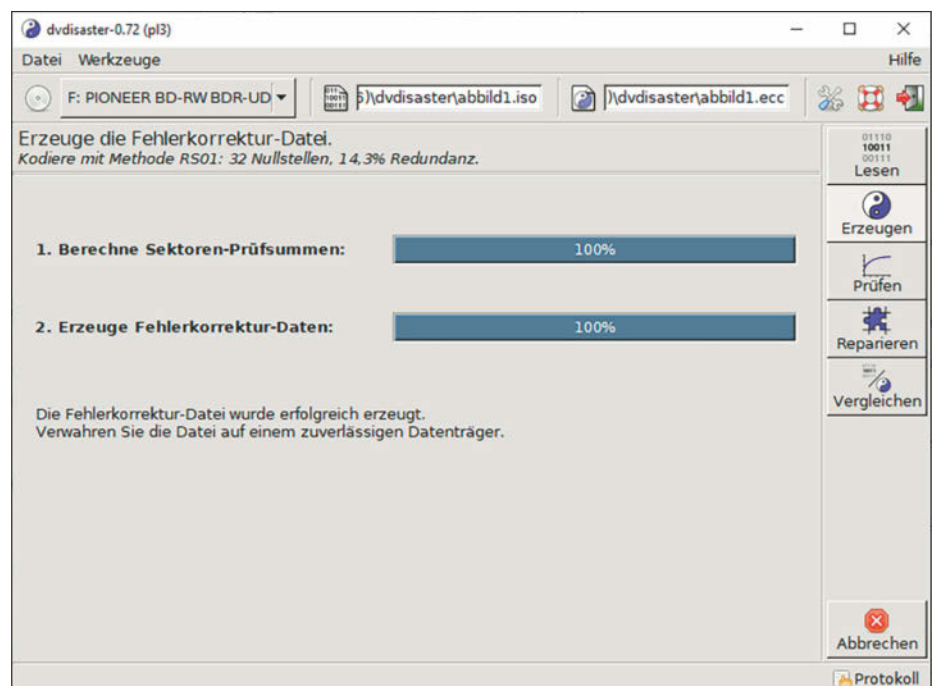 dvdisaster-0.72 (pl3)
Datei Werkzeuge Hilfe
F: PIONEER BD-RW BDR-UD 5)\dvdisaster\abbild1.iso )\dvdisaster\abbild1.ecc
Erzeuge die Fehlerkorrektur-Datei.
Kodiere mit Methode RS01: 32 Nullstellen, 14,3% Redundanz.
1. Berechne Sektoren-Prüfsummen: 100%
2. Erzeuge Fehlerkorrektur-Daten: 100%
Die Fehlerkorrektur-Datei wurde erfolgreich erzeugt.
Verwahren Sie die Datei auf einem zuverlässigen Datenträger.
01110
10011
00111
Lesen
Erzeugen
Prüfen
Reparieren
Vergleichen
Abbrechen
Protokoll